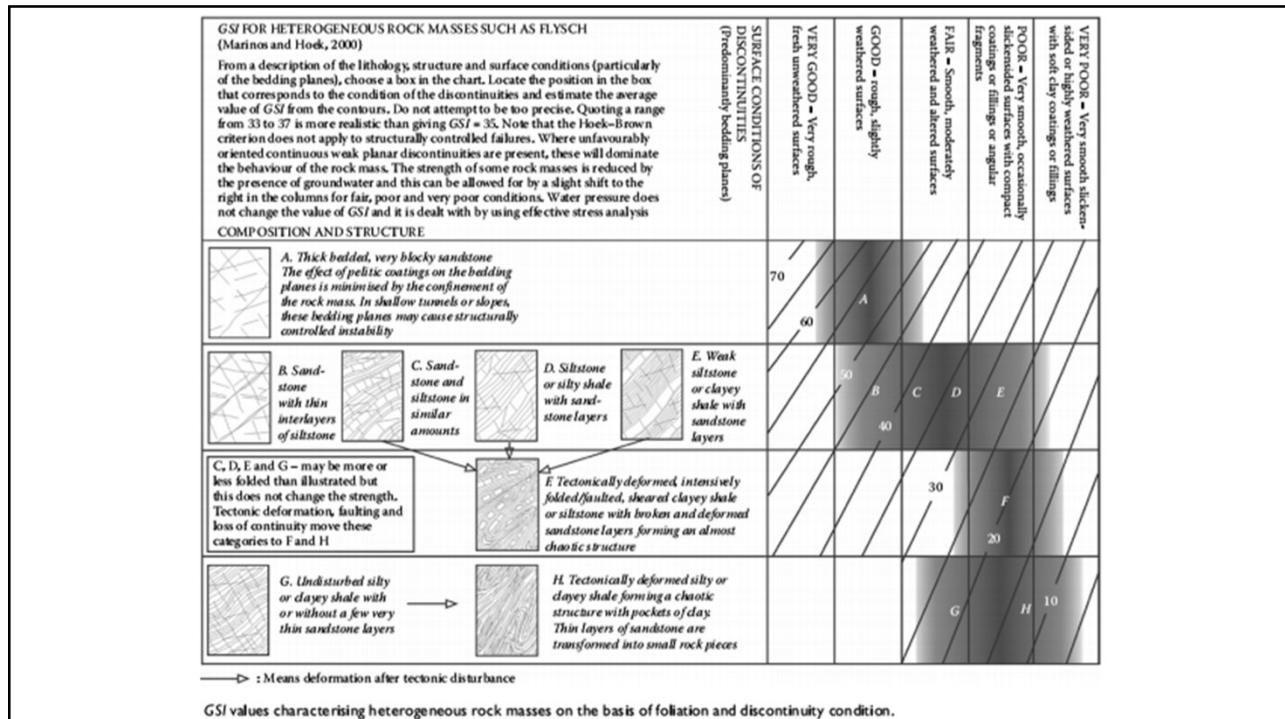 GSI FOR HETEROGENEOUS ROCK MASSES SUCH AS FLYSCH
(Marinos and Hoek, 2000)
From a description of the lithology, structure and surface conditions (particularly
of the bedding planes), choose a box in the chart. Locate the position in the box
that corresponds to the condition of the discontinuities and estimate the average
value of GSI from the contours. Do not attempt to be too precise. Quoting a range
from 33 to 37 is more realistic than giving GSI = 35. Note that the Hoek–Brown
criterion does not apply to structurally controlled failures. Where unfavourably
oriented continuous weak planar discontinuities are present, these will dominate
the behaviour of the rock mass. The strength of some rock masses is reduced by
the presence of groundwater and this can be allowed for by a slight shift to the
right in the columns for fair, poor and very poor conditions. Water pressure does
not change the value of GSI and it is dealt with by using effective stress analysis
COMPOSITION AND STRUCTURE
SURFACE CONDITIONS OF
DISCONTINUITIES
(Predominantly bedding planes)
VERY GOOD – Very rough,
fresh unweathered surfaces
GOOD – rough, slightly
weathered surfaces
FAIR – Smooth, moderately
weathered and altered surfaces
POOR – Very smooth, occasionally
slickensided surfaces with compact
coatings or fillings or angular
fragments
VERY POOR – Very smooth slicken-
sided or highly weathered surfaces
with soft clay coatings or fillings
A. Thick bedded, very blocky sandstone
The effect of pelitic coatings on the bedding
planes is minimised by the confinement of
the rock mass. In shallow tunnels or slopes,
these bedding planes may cause structurally
controlled instability
70
60
A
B. Sand-
stone
with thin
interlayers
of siltstone
C. Sand-
stone and
siltstone in
similar
amounts
D. Siltstone
or silty shale
with sand-
stone layers
E. Weak
siltstone
or clayey
shale with
sandstone
layers
50
B
C
D
E
40
C, D, E and G – may be more or
less folded than illustrated but
this does not change the strength.
Tectonic deformation, faulting and
loss of continuity move these
categories to F and H
F. Tectonically deformed, intensively
folded/faulted, sheared clayey shale
or siltstone with broken and deformed
sandstone layers forming an almost
chaotic structure
30
F
20
G. Undisturbed silty
or clayey shale with
or without a few very
thin sandstone layers
H. Tectonically deformed silty or
clayey shale forming a chaotic
structure with pockets of clay.
Thin layers of sandstone are
transformed into small rock pieces
G
H
10
: Means deformation after tectonic disturbance
GSI values characterising heterogeneous rock masses on the basis of foliation and discontinuity condition.